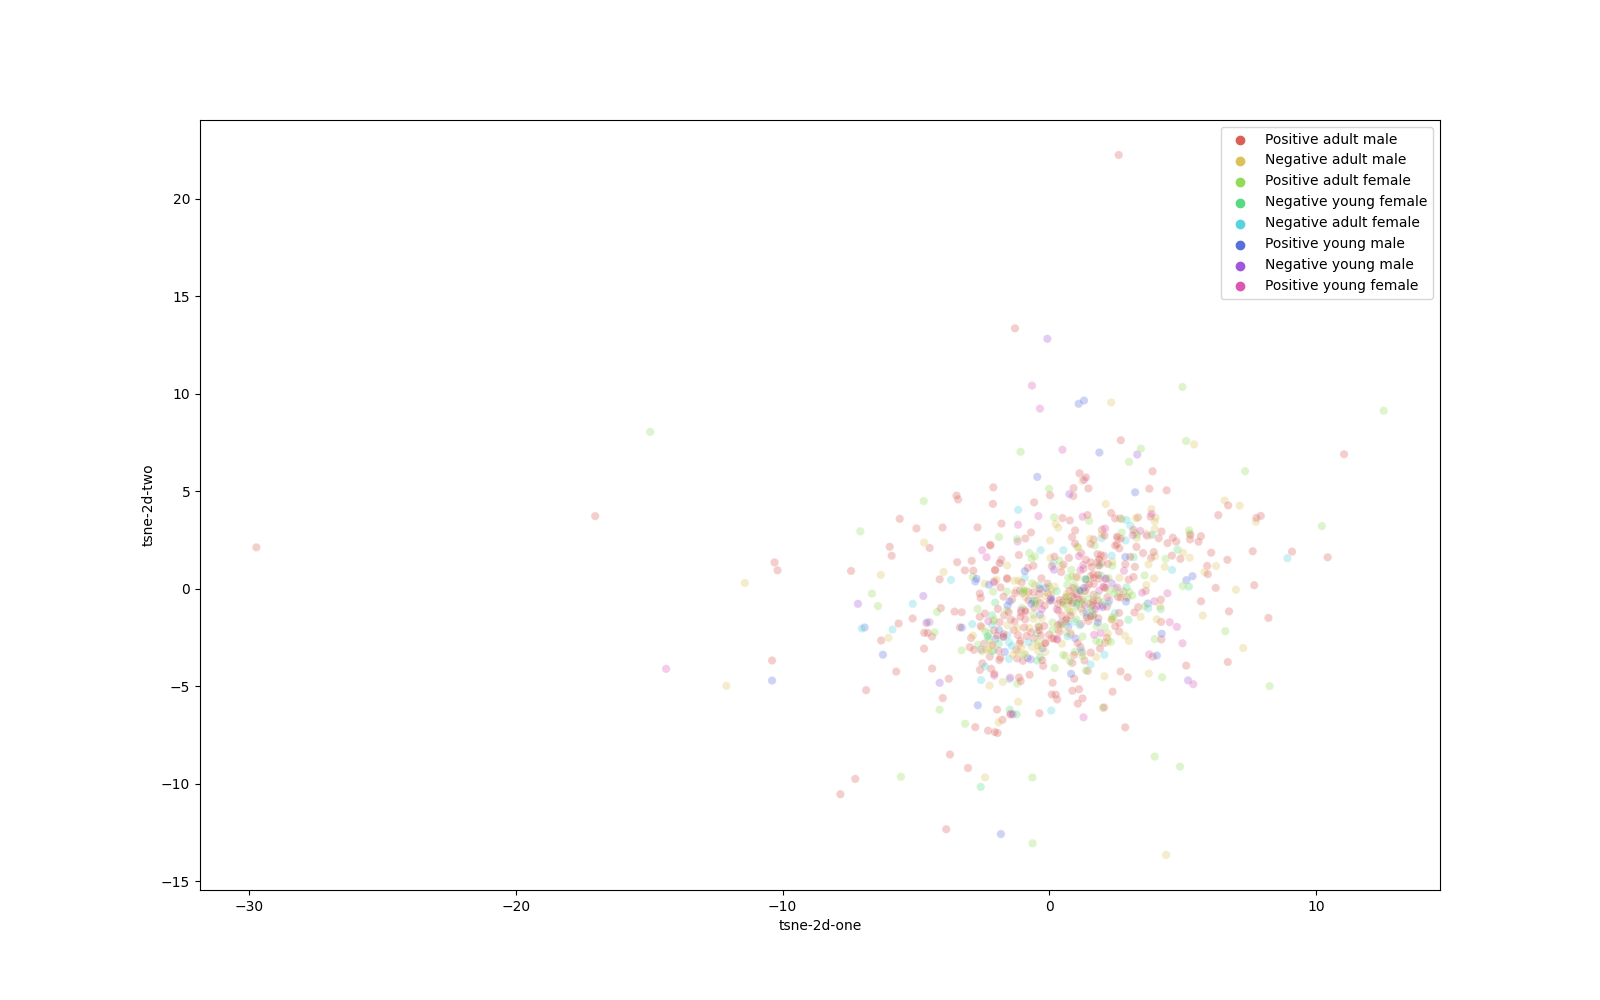 Positive adult male
Negative adult male
Positive adult female
Negative young female
Negative adult female
Positive young male
Negative young male
Positive young female
20
15
10
5
0
−5
−10
−15
tsne-2d-two
−30
−20
−10
0
10
tsne-2d-one